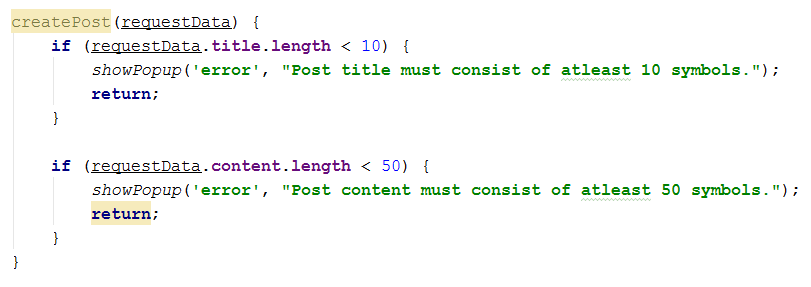 createPost(requestData) {
    if (requestData.title.length < 10) {
        showPopup('error', "Post title must consist of atleast 10 symbols.");
        return;
    }

    if (requestData.content.length < 50) {
        showPopup('error', "Post content must consist of atleast 50 symbols.");
        return;
    }
}